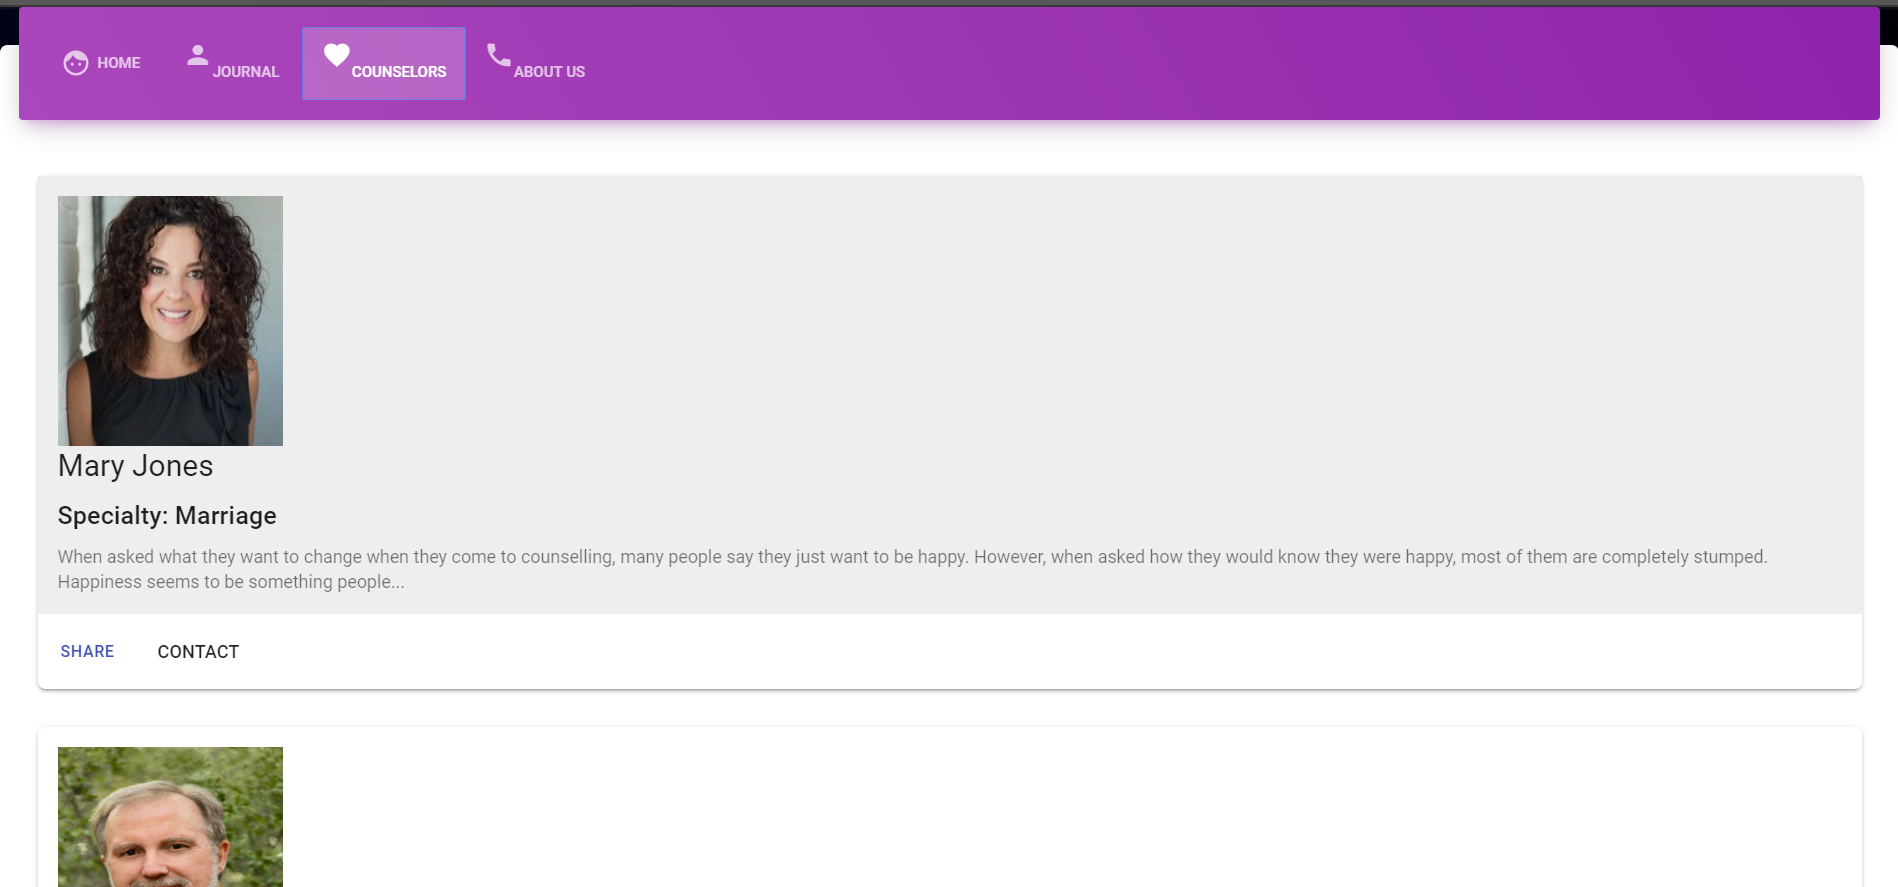 HOME JOURNAL COUNSELORS ABOUT US
Mary Jones
Specialty: Marriage
When asked what they want to change when they come to counselling, many people say they just want to be happy. However, when asked how they would know they were happy, most of them are completely stumped.
Happiness seems to be something people...
SHARE CONTACT